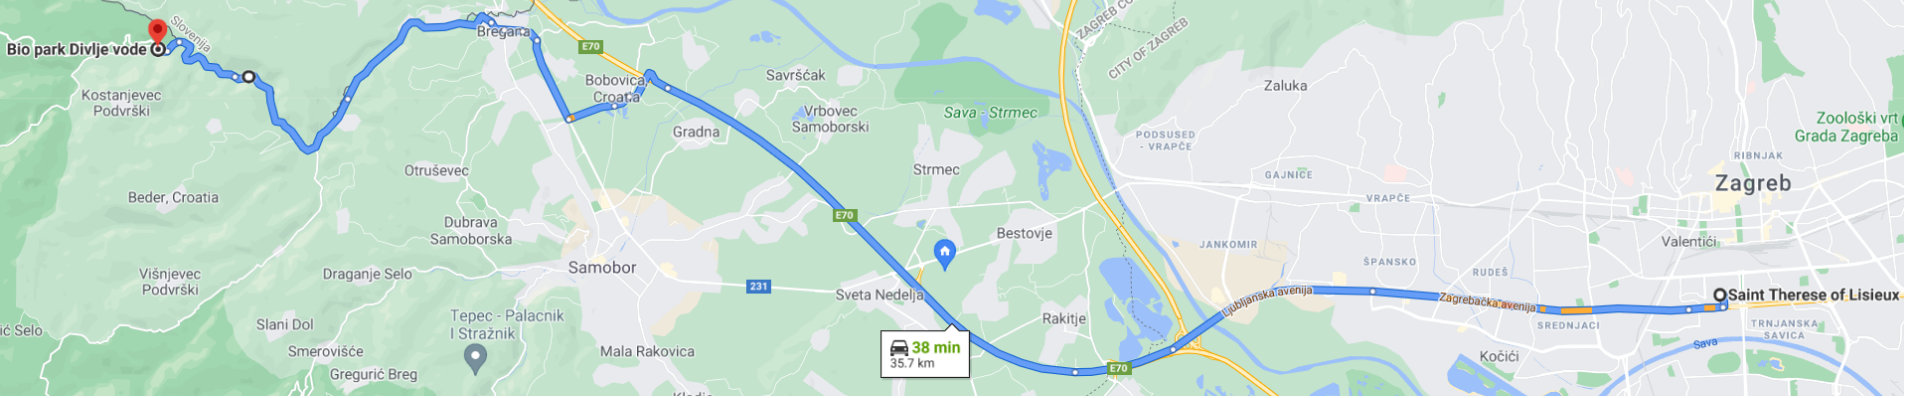 Slovenija
Bio park Divlje vode
Bregana
E70
ZAGREB CO
CITY OF ZAGREB
Kostanjevec
Podvrški
Bobovica,
Croatia
Savrščak
Zaluka
Vrbovec
Samoborski
Gradna
Sava - Strmec
PODSUSED
- VRAPČE
Zoološki vrt
Grada Zagreba
RIBNJAK
Otruševec
Strmec
GAJNICE
Zagreb
Beder, Croatia
VRAPČE
Dubrava
Samoborska
E70
Bestovje
JANKOMIR
Valentići
Višnjevec
Podvrški
Draganje Selo
Samobor
ŠPANSKO
RUDEŠ
231
Sveta Nedelja
Ljubljanska avenija
Zagrebačka avenija
Saint Therese of Lisieux
ić Selo
Slani Dol
Tepec - Palacnik
I Stražnik
Rakitje
SREDNJACI
TRNJANSKA
SAVICA
Smerovišće
Mala Rakovica
38 min
35.7 km
Kočići
Sava
Gregurić Breg
E70